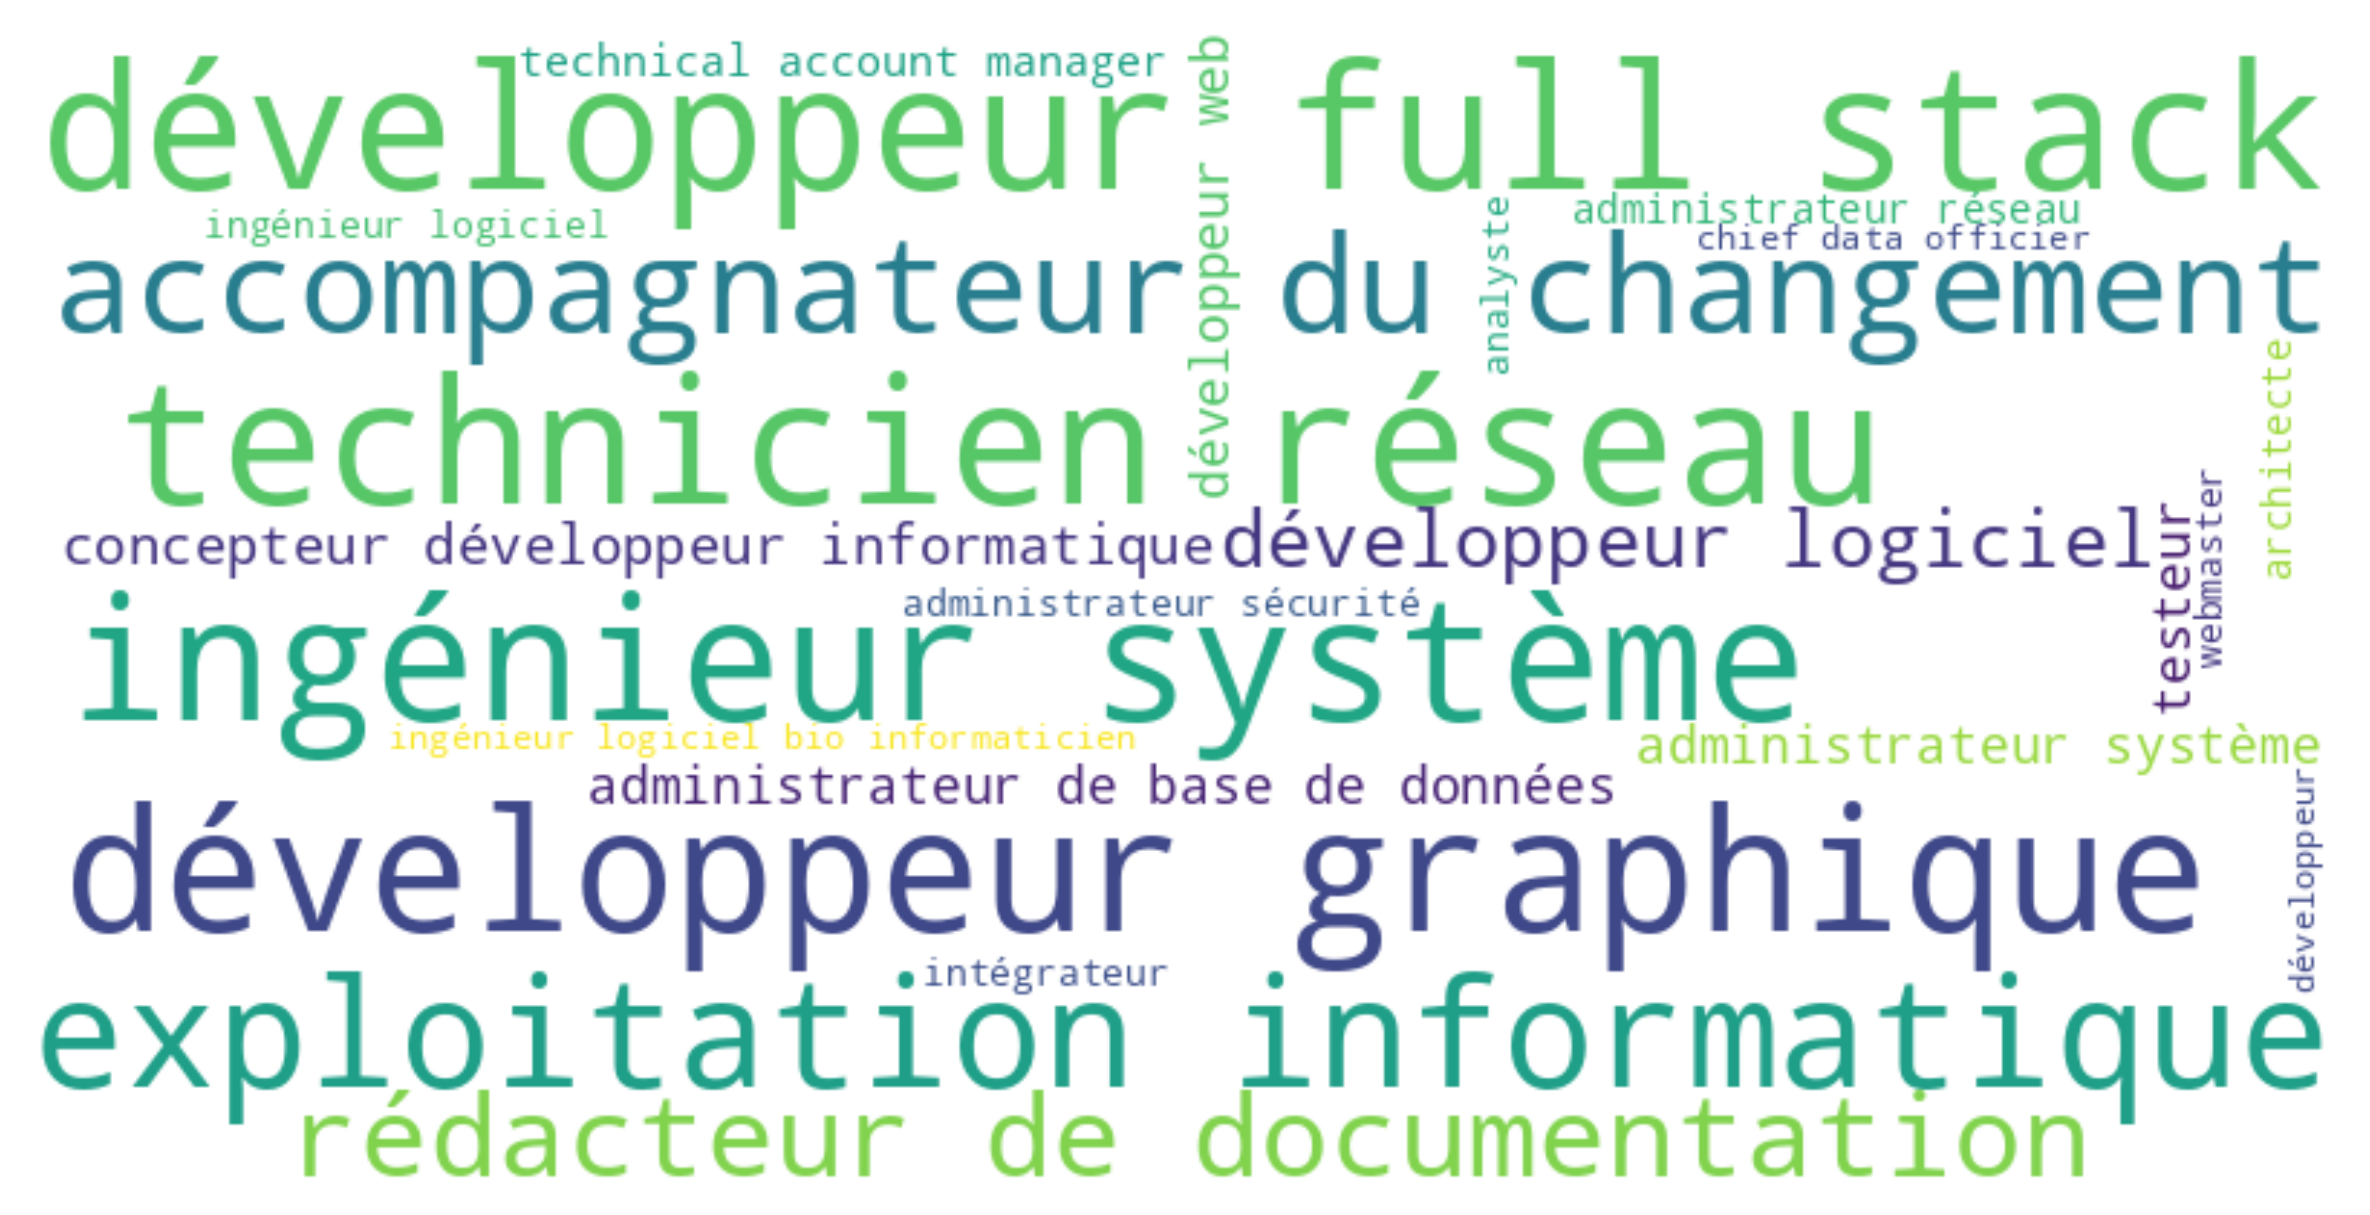 technical account manager
développeur full stack
développeur web
ingénieur logiciel
administrateur réseau
chief data officier
analyste
accompagnateur du changement
architecte
technicien réseau
concepteur développeur informatique
développeur logiciel
testeur
webmaster
administrateur sécurité
ingénieur système
ingénieur logiciel bio informaticien
administrateur système
administrateur de base de données
développeur graphique
développeur
intégrateur
exploitation informatique
rédacteur de documentation